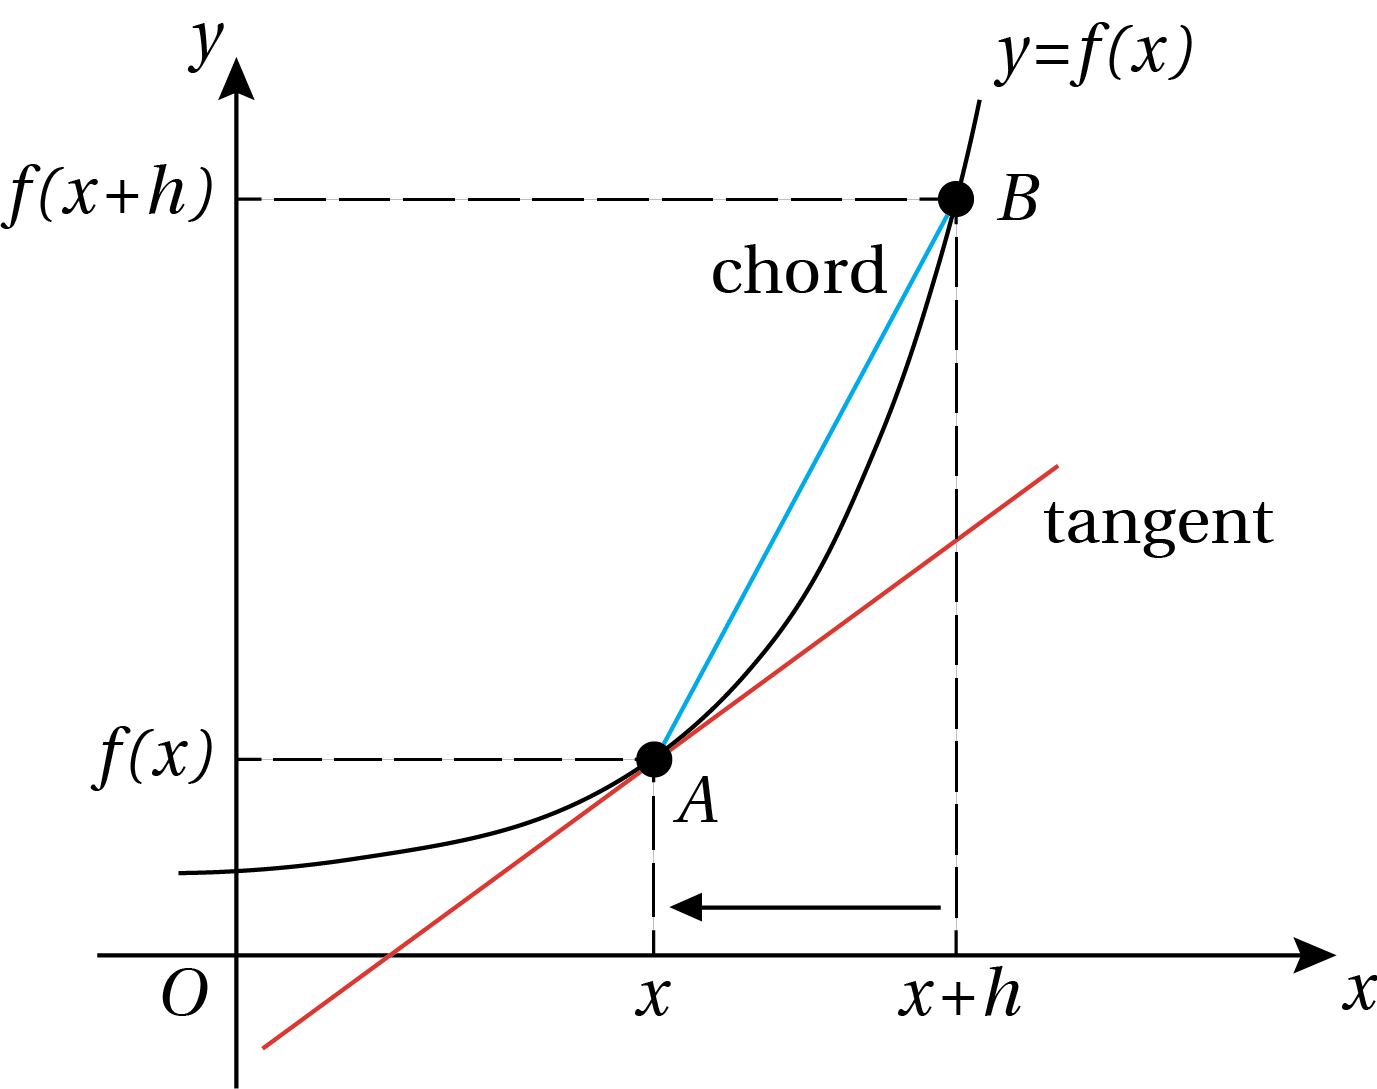 y
y=f(x)
f(x+h)
B
chord
tangent
f(x)
A
O
x
x+h
x